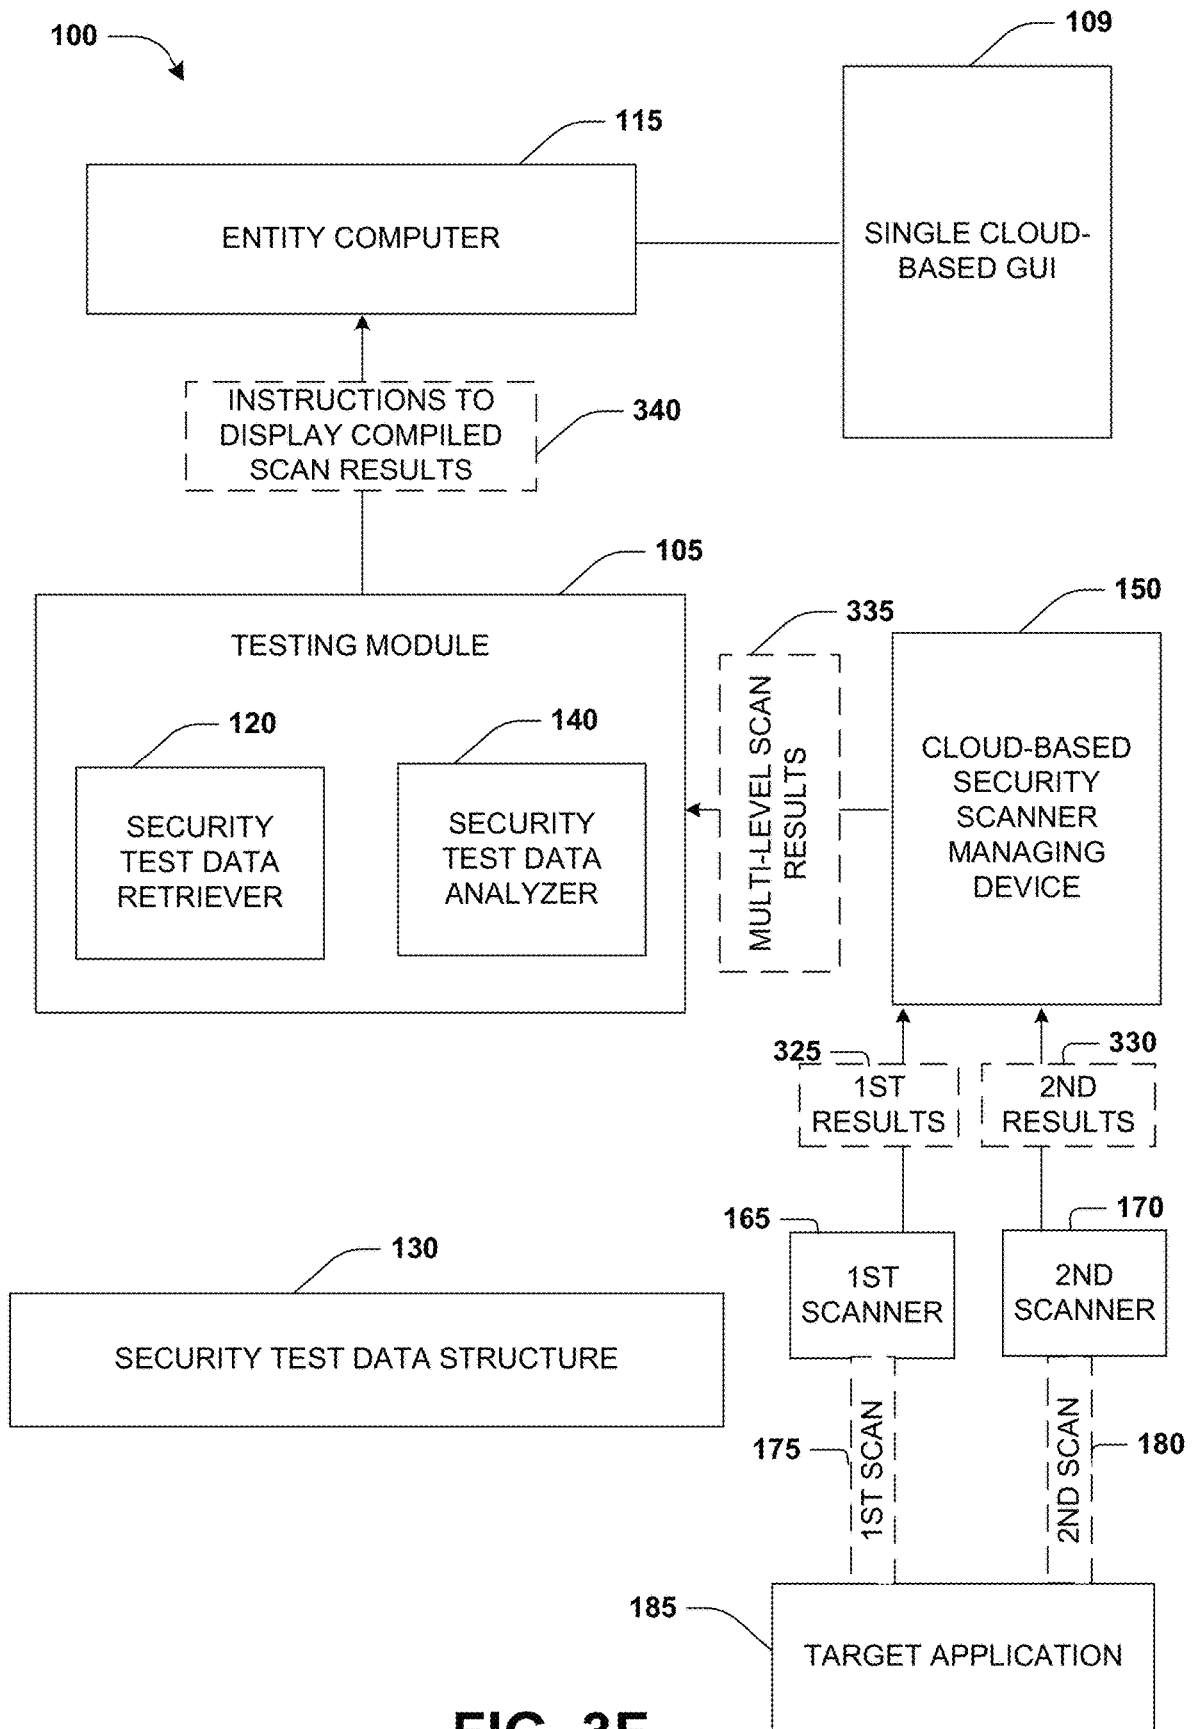 100
109
115
ENTITY COMPUTER
SINGLE CLOUD-
BASED GUI
INSTRUCTIONS TO
DISPLAY COMPILED
SCAN RESULTS
340
105
TESTING MODULE
335
150
120
140
SECURITY
TEST DATA
RETRIEVER
SECURITY
TEST DATA
ANALYZER
MULTI-LEVEL SCAN
RESULTS
CLOUD-BASED
SECURITY
SCANNER
MANAGING
DEVICE
325
330
1ST
RESULTS
2ND
RESULTS
165
170
1ST
SCANNER
2ND
SCANNER
130
SECURITY TEST DATA STRUCTURE
175
1ST SCAN
2ND SCAN
180
185
TARGET APPLICATION